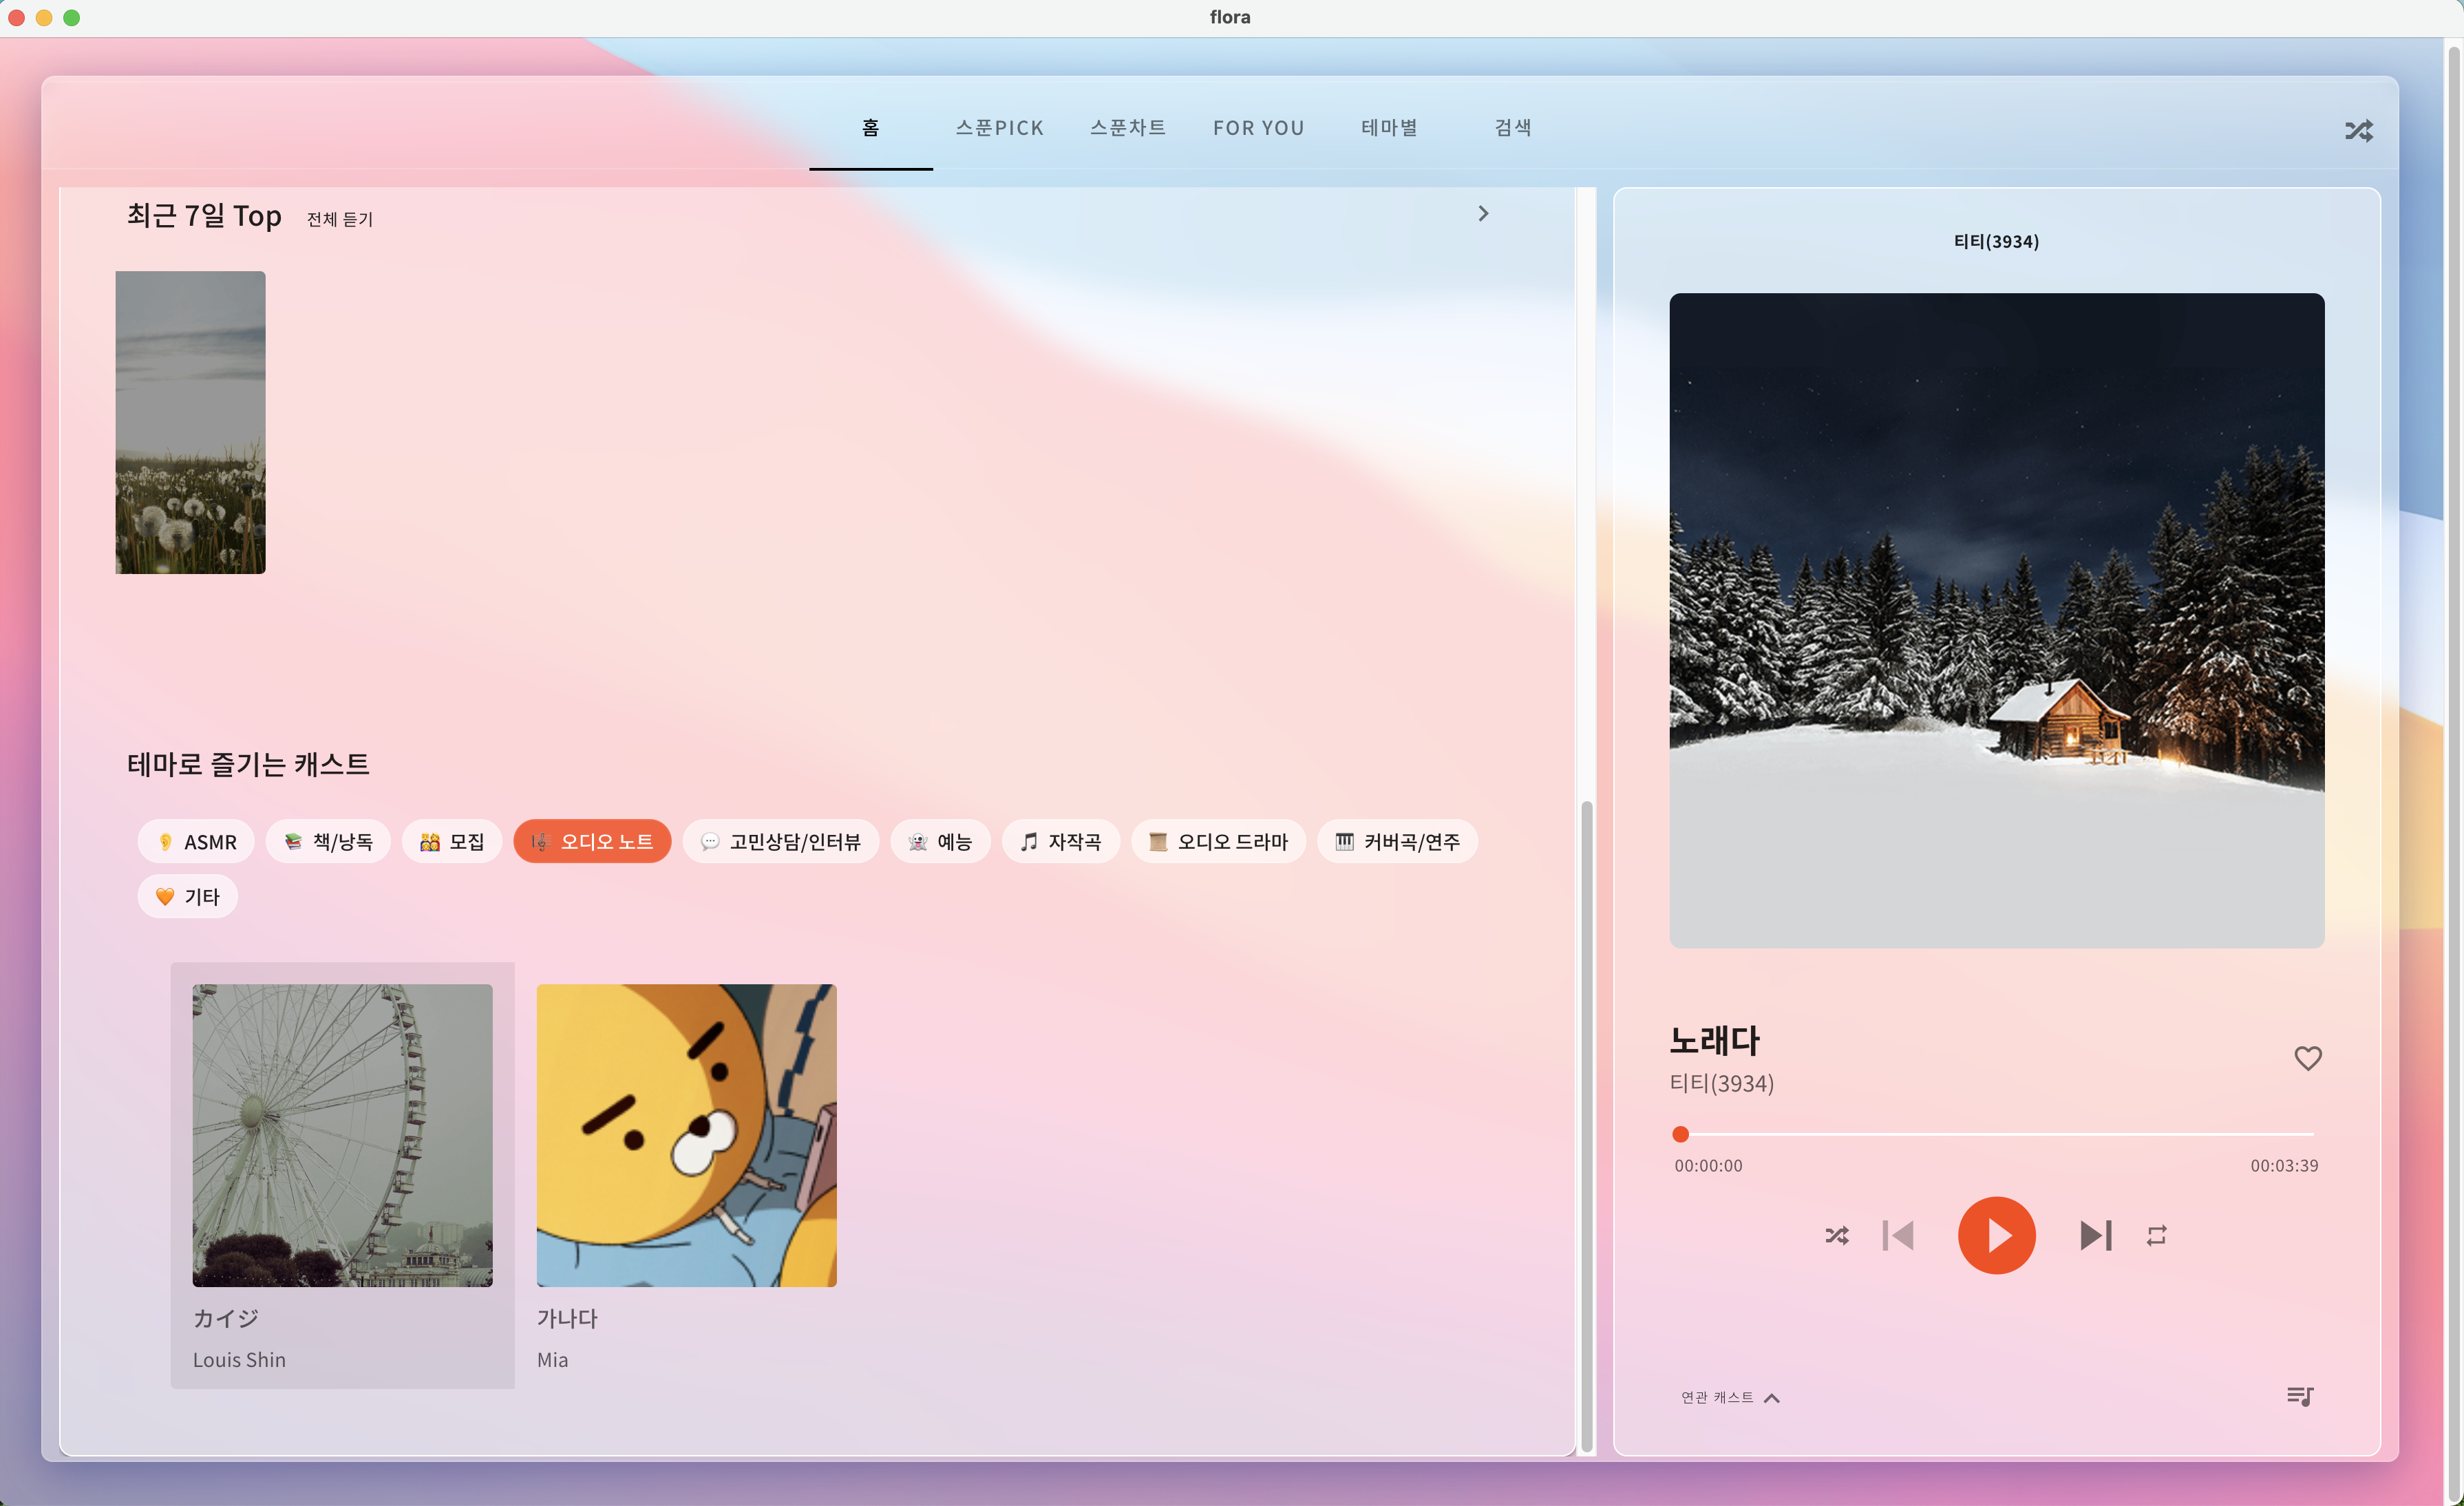 flora
홈 스푼PICK 스푼차트 FOR YOU 테마별 검색
최근 7일 Top 전체 듣기
테마로 즐기는 캐스트
👂 ASMR 📚 책/낭독 👨‍👩‍👧‍👦 모집 🎼 오디오 노트 💬 고민상담/인터뷰 👻 예능 🎵 자작곡 📜 오디오 드라마 🎹 커버곡/연주
🧡 기타
カイジ
Louis Shin
가나다
Mia
티티(3934)
노래다
티티(3934)
00:00:00 00:03:39
연관 캐스트